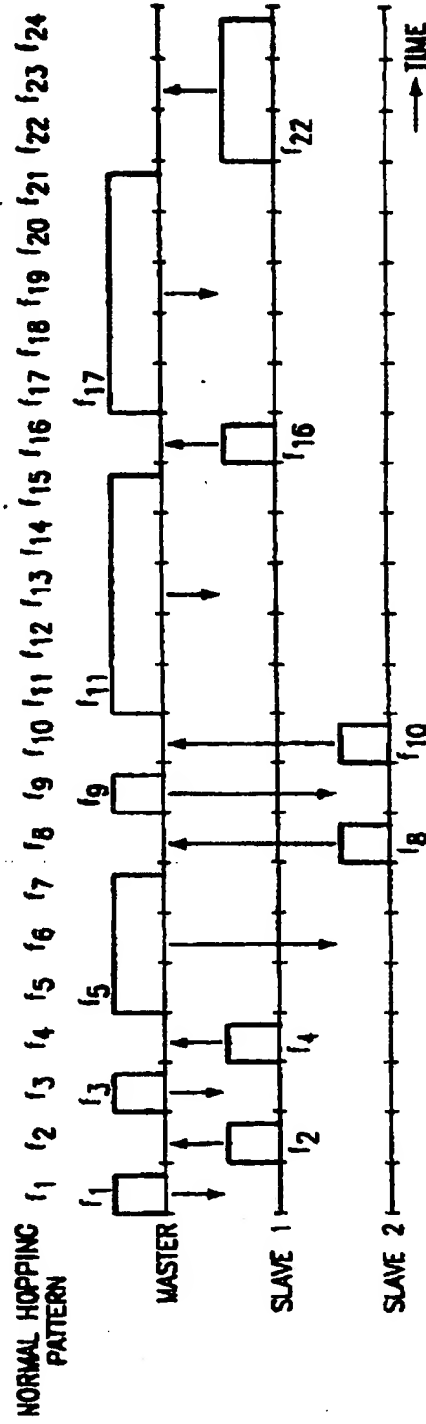 NORMAL HOPPING PATTERN
f1 f2 f3 f4 f5 f6 f7 f8 f9 f10 f11 f12 f13 f14 f15 f16 f17 f18 f19 f20 f21 f22 f23 f24
f1 f3 f5 f9 f11 f17
MASTER
f2 f4 f16 f22
SLAVE 1
f8 f10
SLAVE 2
TIME